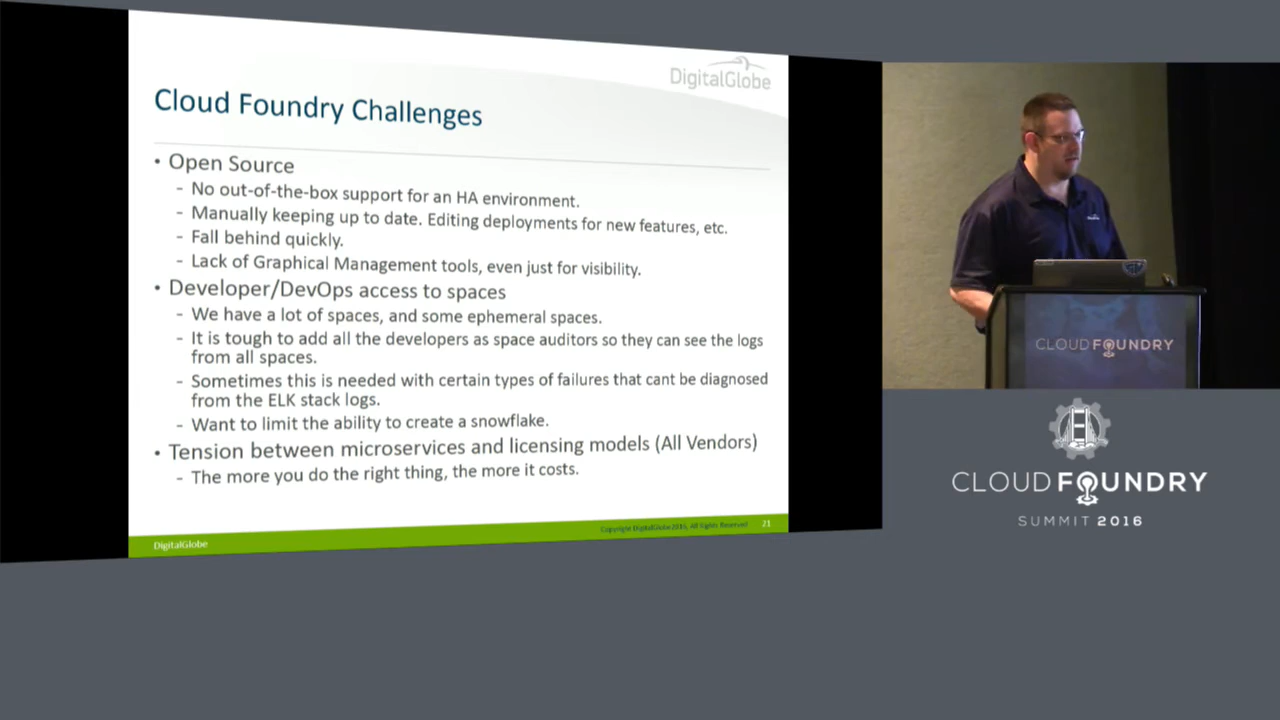 DigitalGlobe
Cloud Foundry Challenges
• Open Source
- No out-of-the-box support for an HA environment.
- Manually keeping up to date. Editing deployments for new features, etc.
- Fall behind quickly.
- Lack of Graphical Management tools, even just for visibility.
• Developer/DevOps access to spaces
- We have a lot of spaces, and some ephemeral spaces.
- It is tough to add all the developers as space auditors so they can see the logs
from all spaces.
- Sometimes this is needed with certain types of failures that cant be diagnosed
from the ELK stack logs.
- Want to limit the ability to create a snowflake.
• Tension between microservices and licensing models (All Vendors)
- The more you do the right thing, the more it costs.
DigitalGlobe
Copyright DigitalGlobe 2015, All Rights Reserved 21
CLOUD FOUNDRY
CLOUD FOUNDRY
SUMMIT 2016